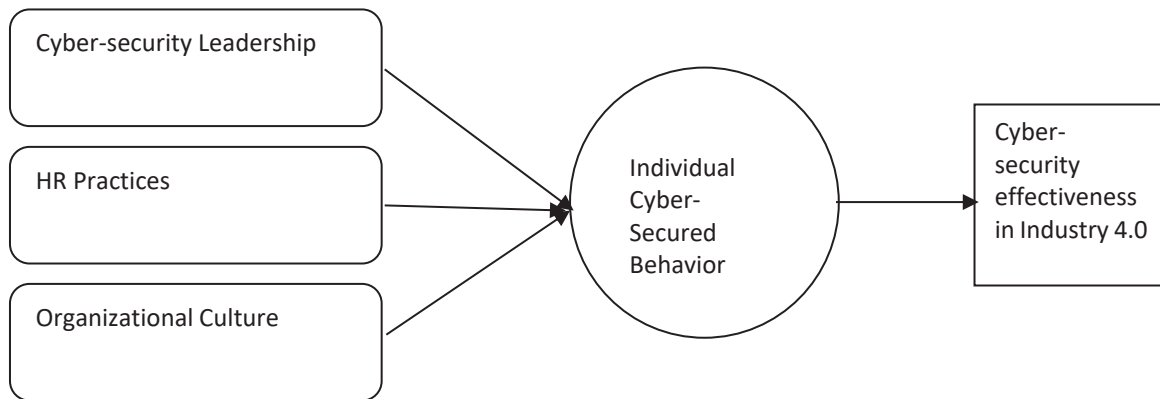 Cyber-security Leadership
HR Practices
Organizational Culture
Individual
Cyber-
Secured
Behavior
Cyber-
security
effectiveness
in Industry 4.0